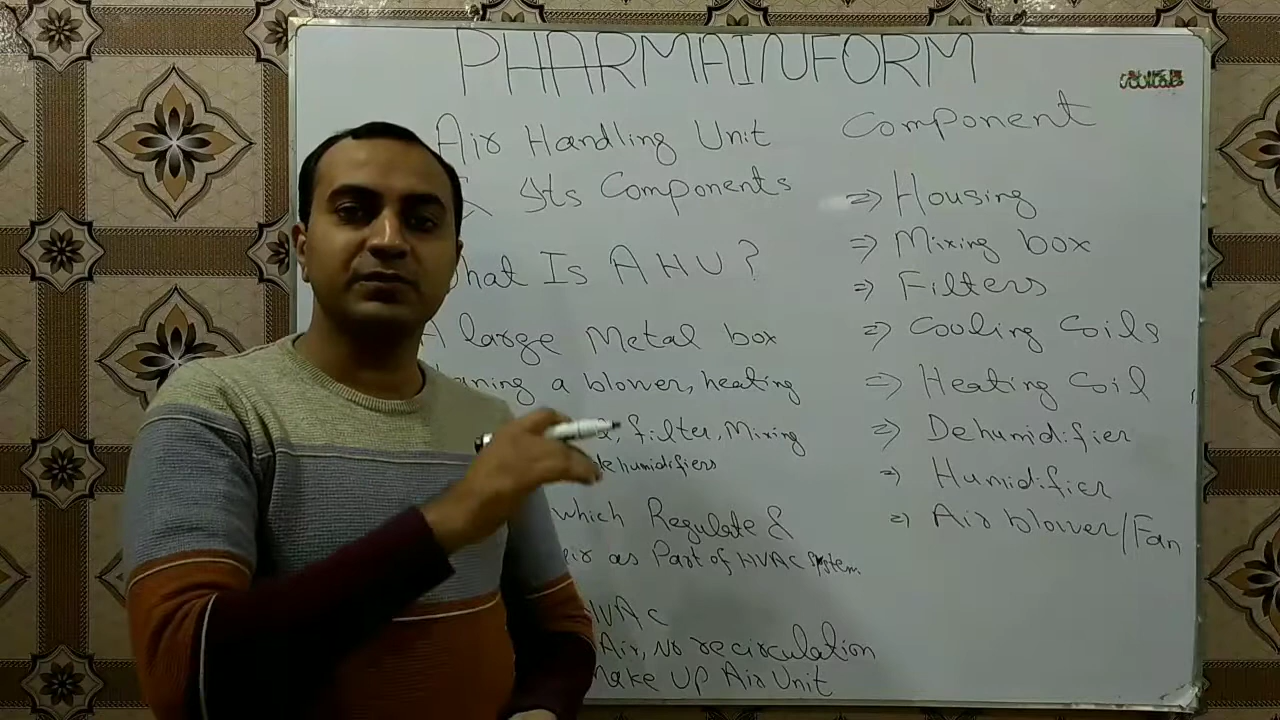 PHARMAINFORM
Air Handling Unit
& Its Components
What Is AHU?
A large Metal box
a blower, heating
filter, Mixing
dehumidifiers
which Regulate &
air as Part of HVAC system
HVAC
Air, No recirculation
Make Up Air Unit
Component
=> Housing
=> Mixing box
=> Filters
=> Cooling Coils
=> Heating Coil
=> Dehumidifier
=> Humidifier
=> Air blower/Fan